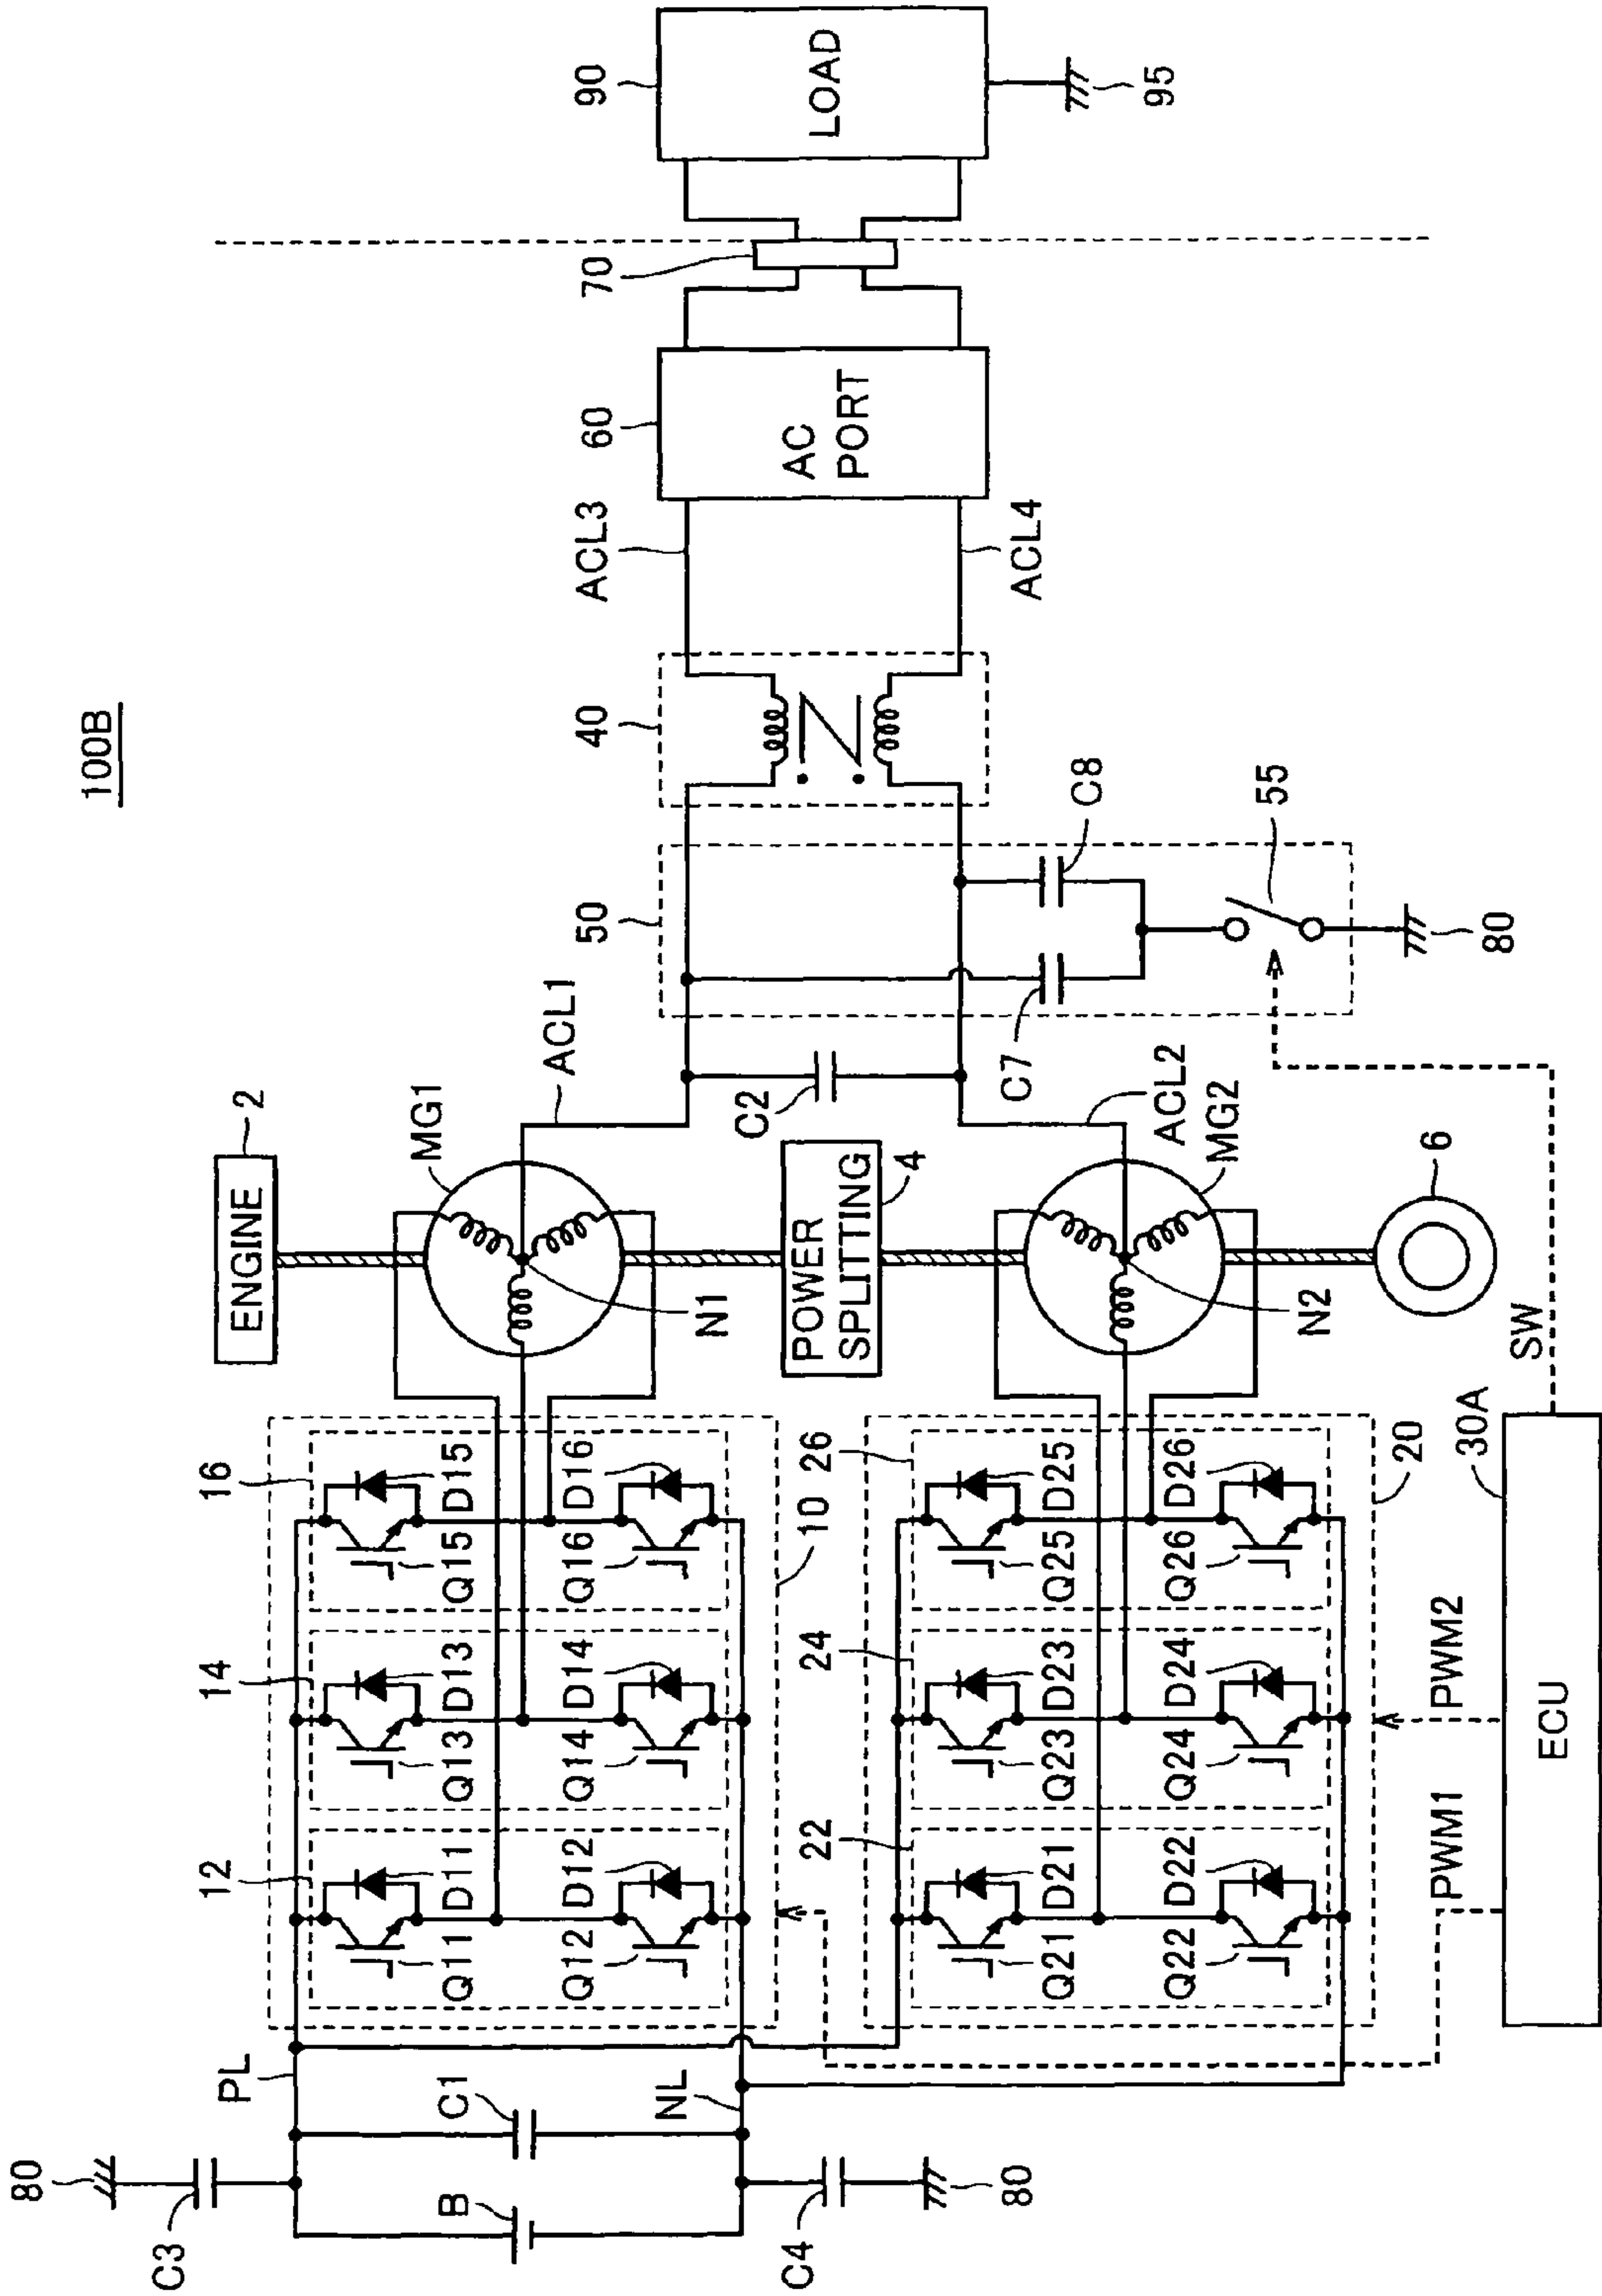 100B
80
C3
PL
C1
B
NL
C4
80
12
14
16
Q11
D11
Q13
D13
Q15
D15
Q12
D12
Q14
D14
Q16
D16
10
22
24
26
Q21
D21
Q23
D23
Q25
D25
Q22
D22
Q24
D24
Q26
D26
20
PWM1
PWM2
ECU
30A
SW
ENGINE
2
MG1
N1
ACL1
POWER
SPLITTING
4
C2
ACL2
MG2
N2
6
50
C7
C8
55
80
40
ACL3
ACL4
60
AC
PORT
70
90
LOAD
95